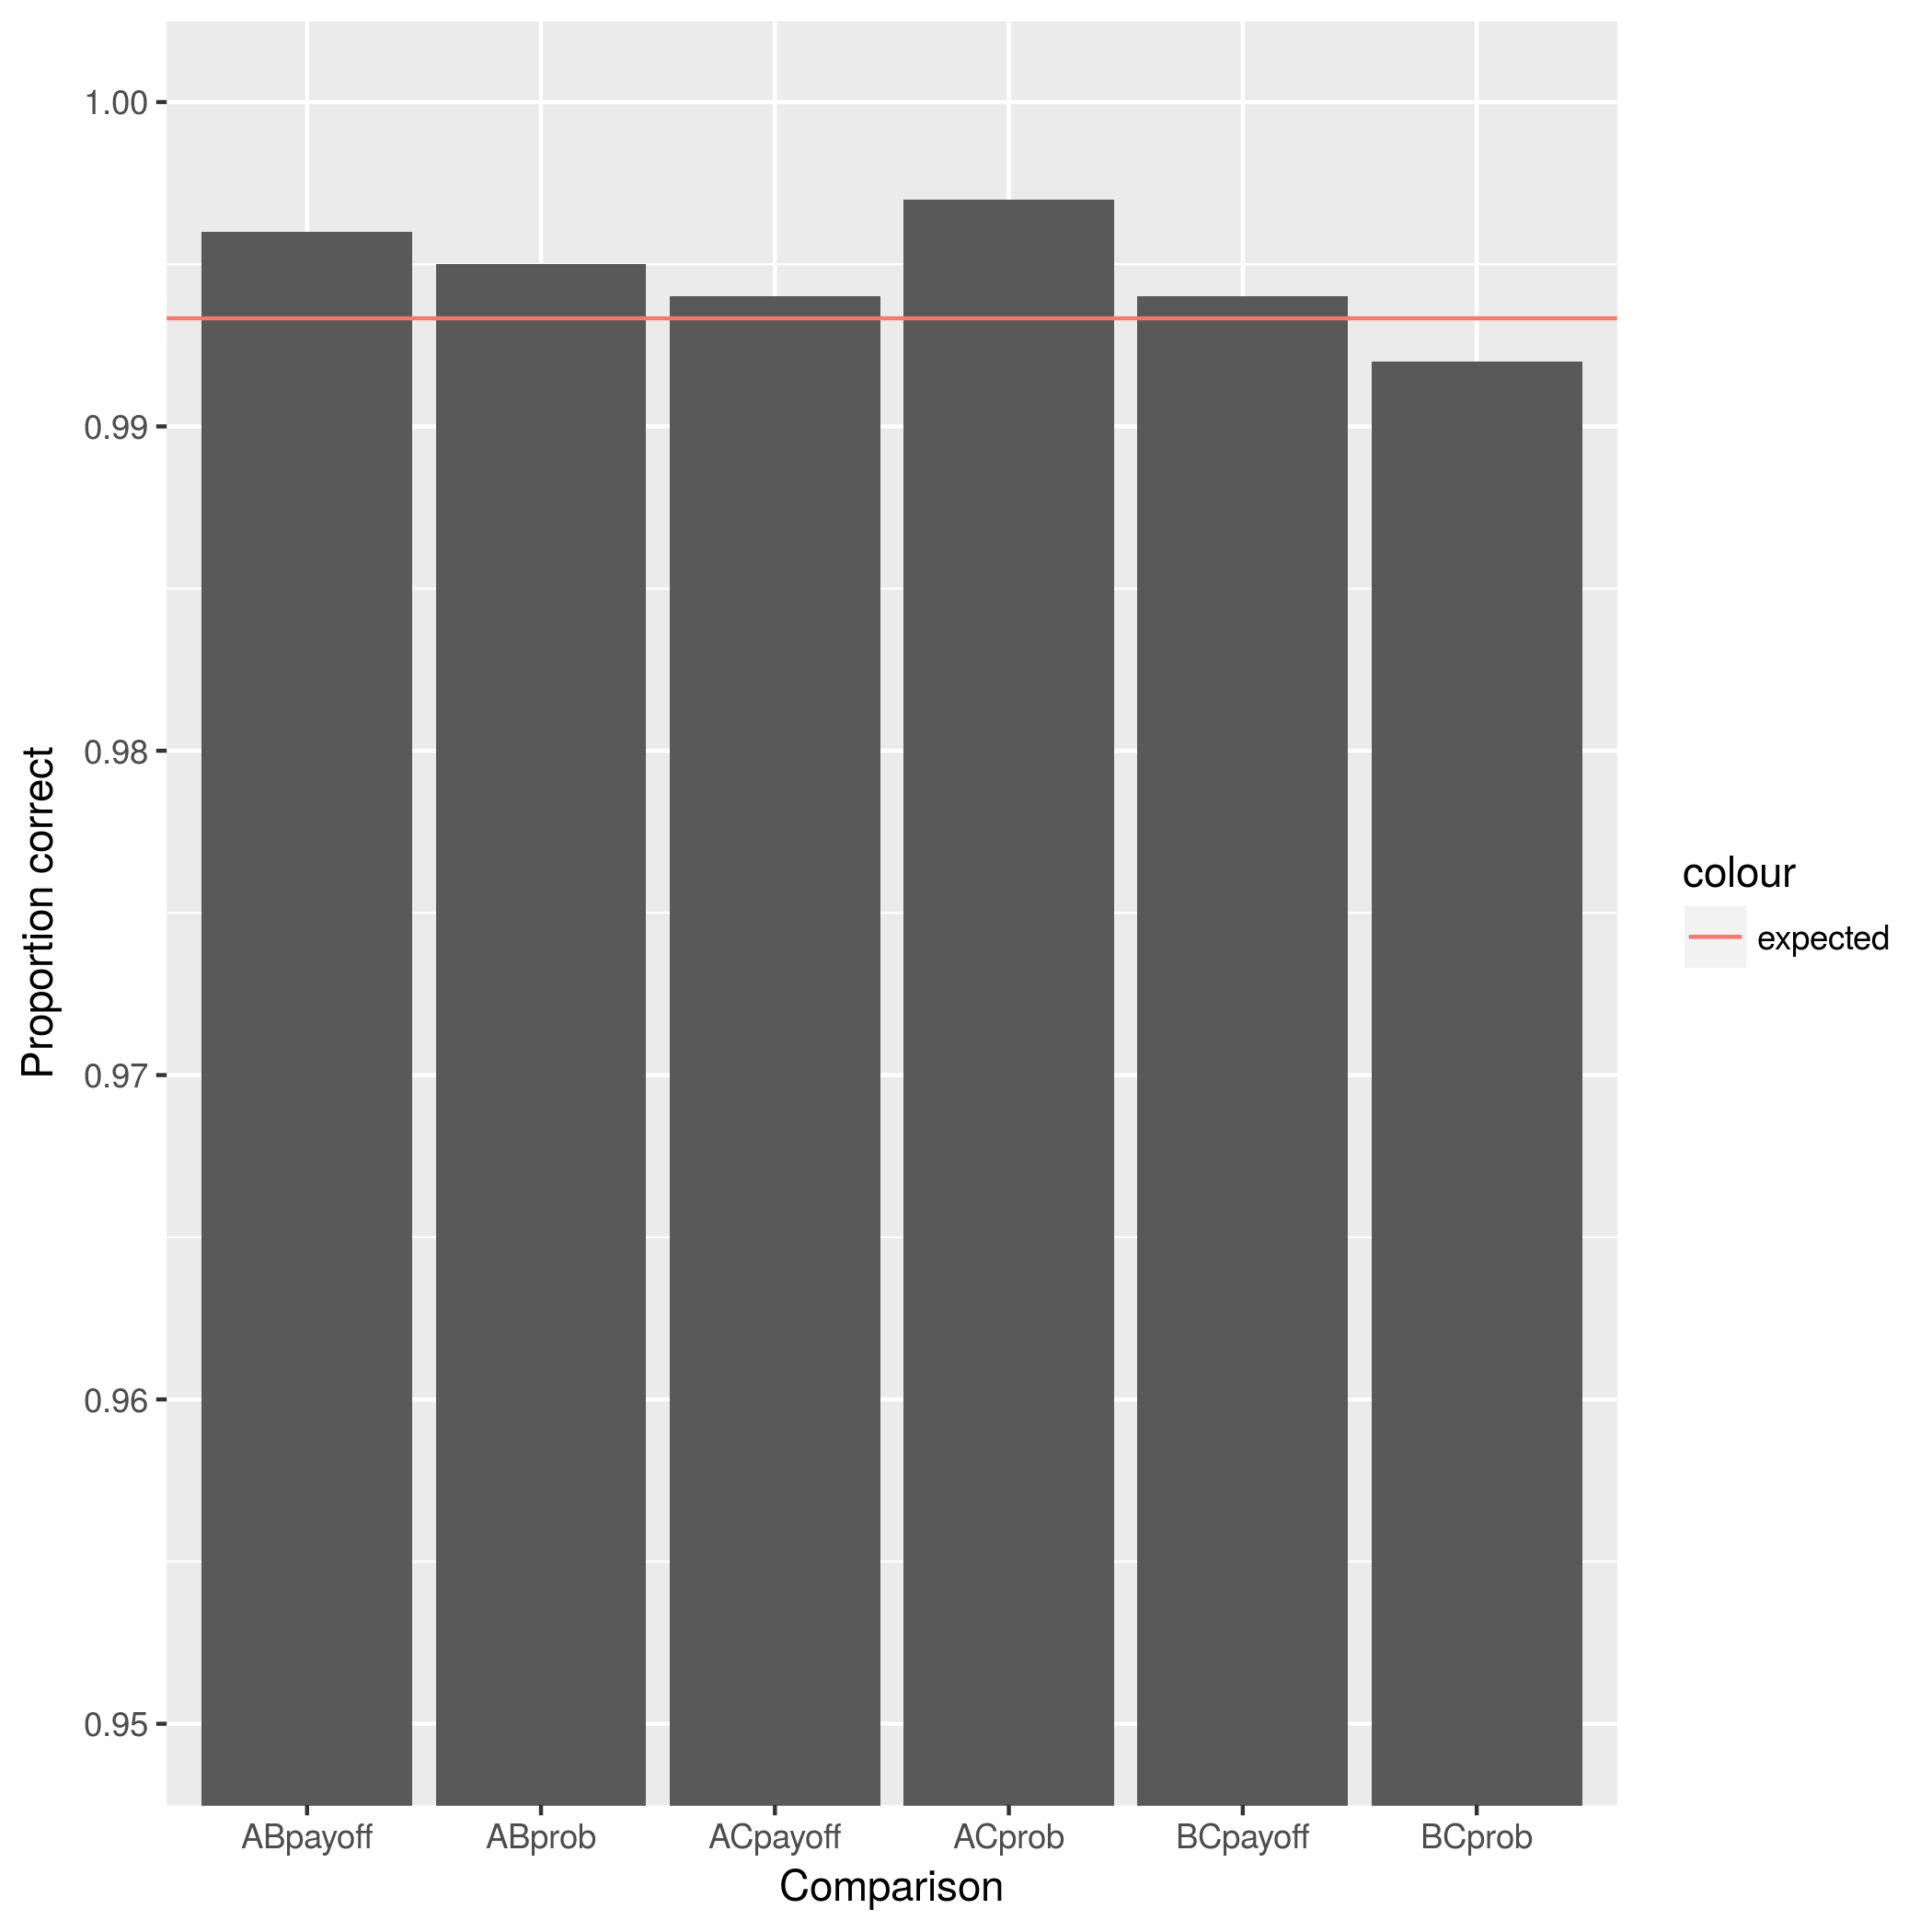 1.00
0.99
0.98
0.97
0.96
0.95
Proportion correct
ABpayoff ABprob ACpayoff ACprob BCpayoff BCprob
Comparison
colour
expected